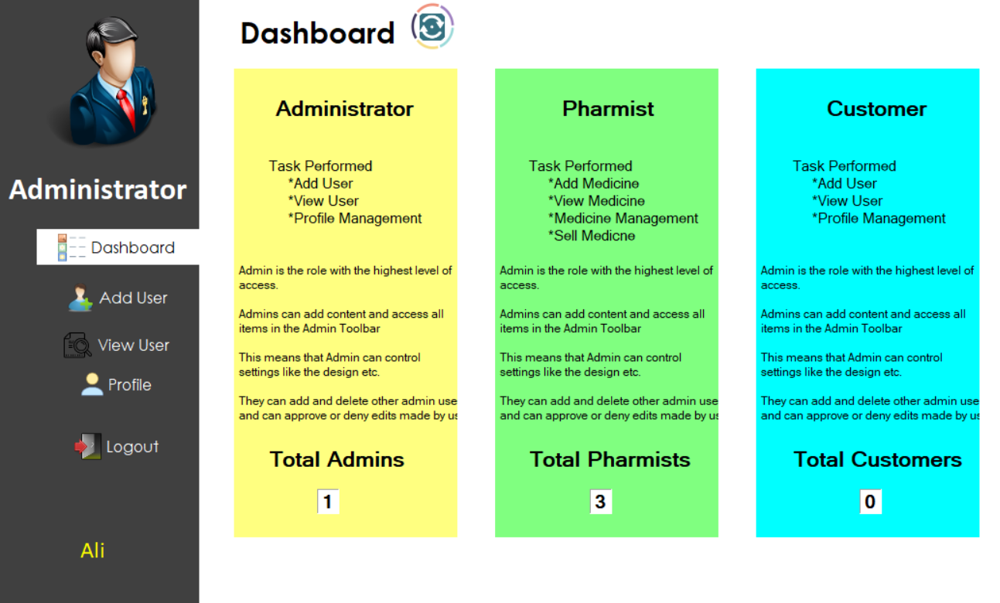 Dashboard
Administrator
Dashboard
Add User
View User
Profile
Logout
Ali
Administrator
Task Performed
*Add User
*View User
*Profile Management
Admin is the role with the highest level of
access.
Admins can add content and access all
items in the Admin Toolbar
This means that Admin can control
settings like the design etc.
They can add and delete other admin use
and can approve or deny edits made by us
Total Admins
1
Pharmist
Task Performed
*Add Medicine
*View Medicine
*Medicine Management
*Sell Medicne
Admin is the role with the highest level of
access.
Admins can add content and access all
items in the Admin Toolbar
This means that Admin can control
settings like the design etc.
They can add and delete other admin use
and can approve or deny edits made by us
Total Pharmists
3
Customer
Task Performed
*Add User
*View User
*Profile Management
Admin is the role with the highest level of
access.
Admins can add content and access all
items in the Admin Toolbar
This means that Admin can control
settings like the design etc.
They can add and delete other admin use
and can approve or deny edits made by us
Total Customers
0